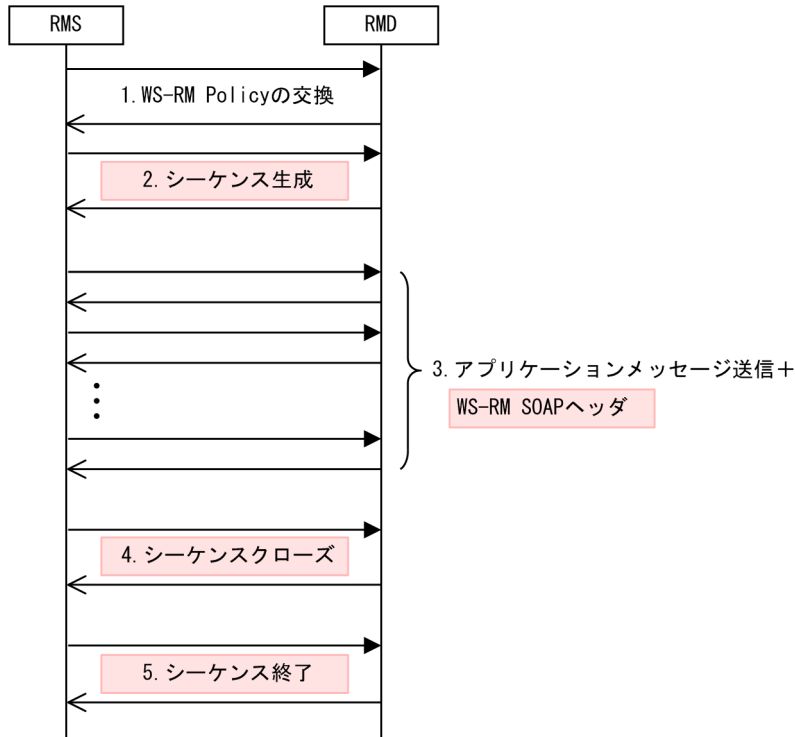 RMS
RMD
1.WS-RM Policyの交換
2.シーケンス生成
3.アプリケーションメッセージ送信＋
WS-RM SOAPヘッダ
4.シーケンスクローズ
5.シーケンス終了